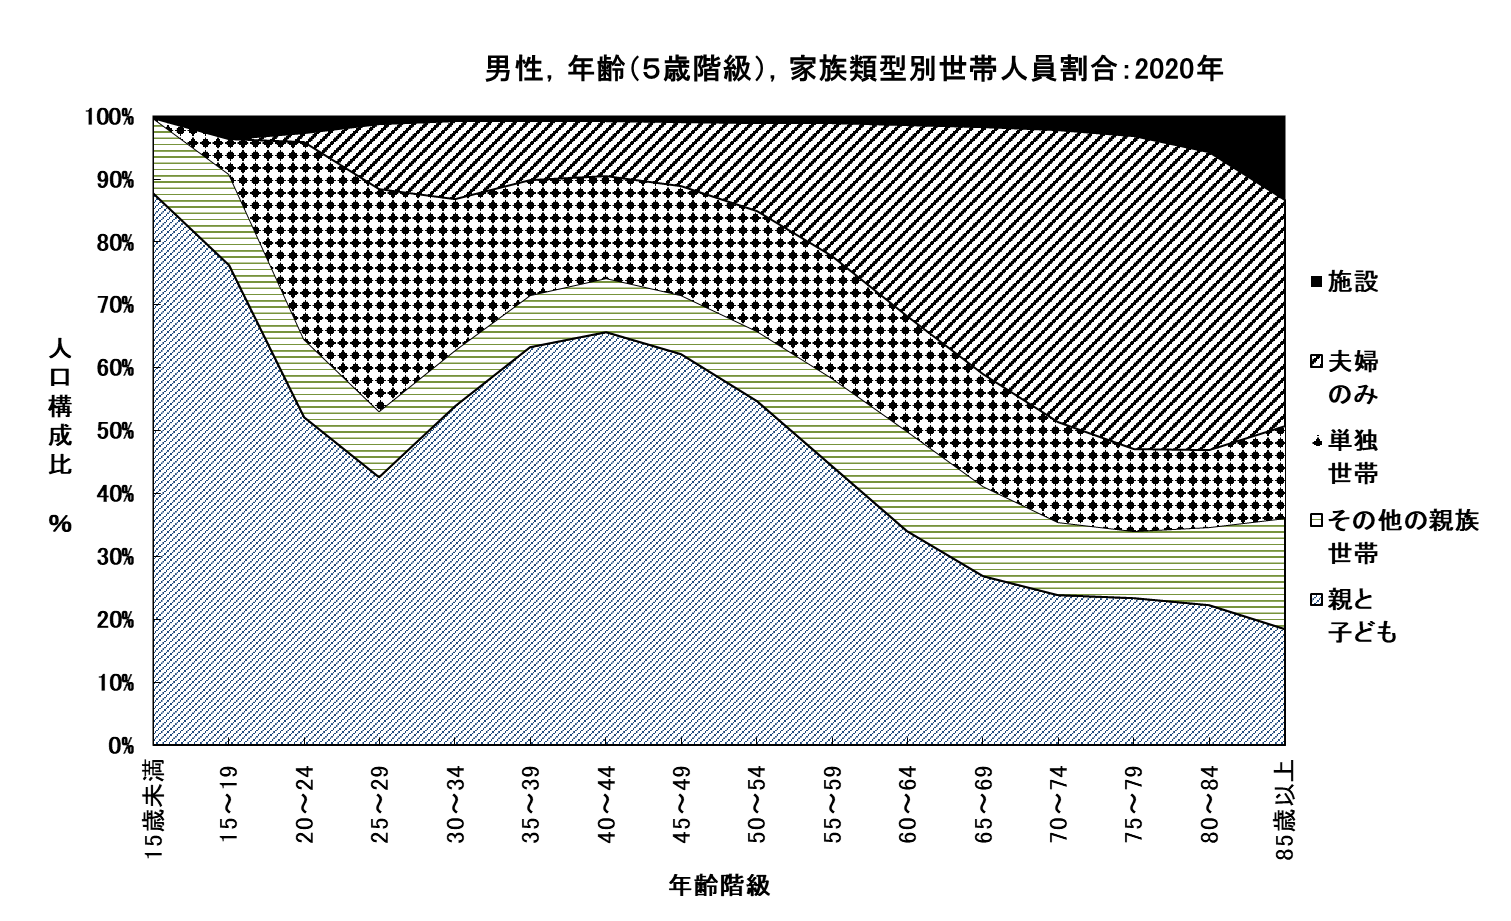 男性，年齢（５歳階級），家族類型別世帯人員割合：2020年
100%
90%
80%
70%
60%
50%
40%
30%
20%
10%
0%
人口構成比　％
15歳未満
15～19
20～24
25～29
30～34
35～39
40～44
45～49
50～54
55～59
60～64
65～69
70～74
75～79
80～84
85歳以上
年齢階級
施設
夫婦
のみ
単独
世帯
その他の親族
世帯
親と
子ども